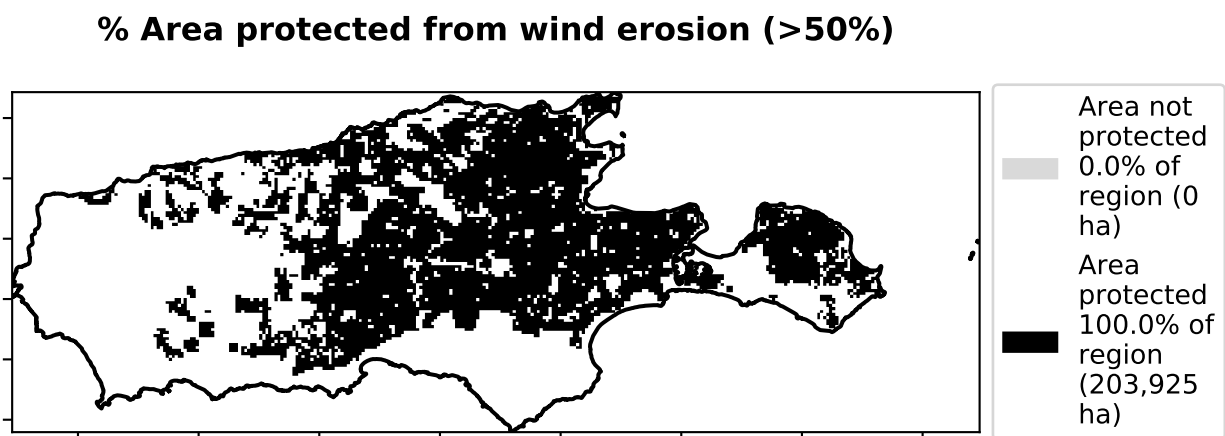 % Area protected from wind erosion (>50%)
Area not
protected
0.0% of
region (0
ha)
Area
protected
100.0% of
region
(203,925
ha)